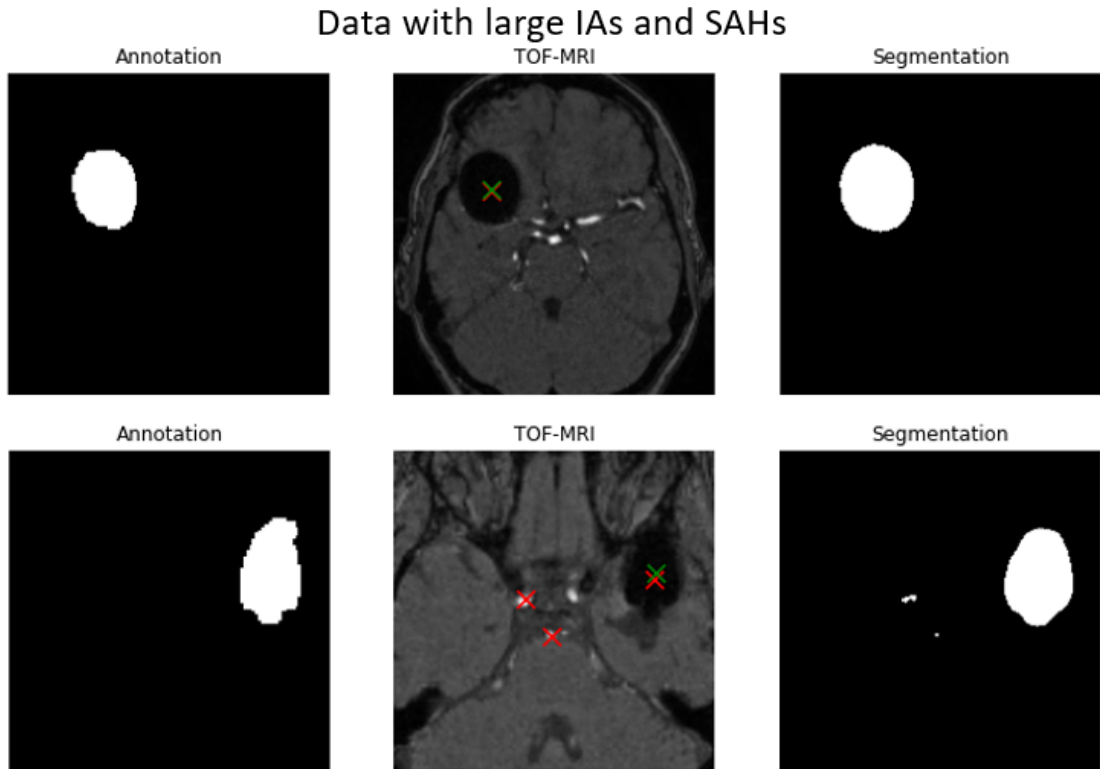 Data with large IAs and SAHs
Annotation TOF-MRI Segmentation
Annotation TOF-MRI Segmentation